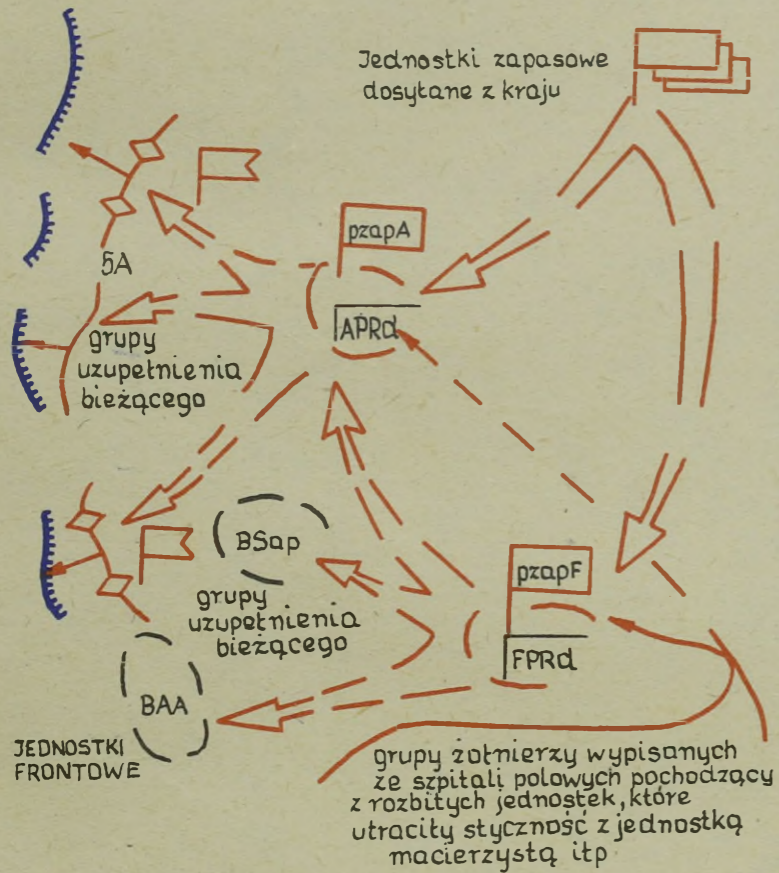 Jednostki zapasowe
dosyłane z kraju
pzapA
5A
APRd
grupy
uzupełnienia
bieżącego
BSap
pzapF
grupy
uzupełnienia
bieżącego
FPRd
BAA
JEDNOSTKI
FRONTOWE
grupy żołnierzy wypisanych
ze szpitali polowych pochodzący
z rozbitych jednostek, które
utraciły styczność z jednostką
macierzystą itp